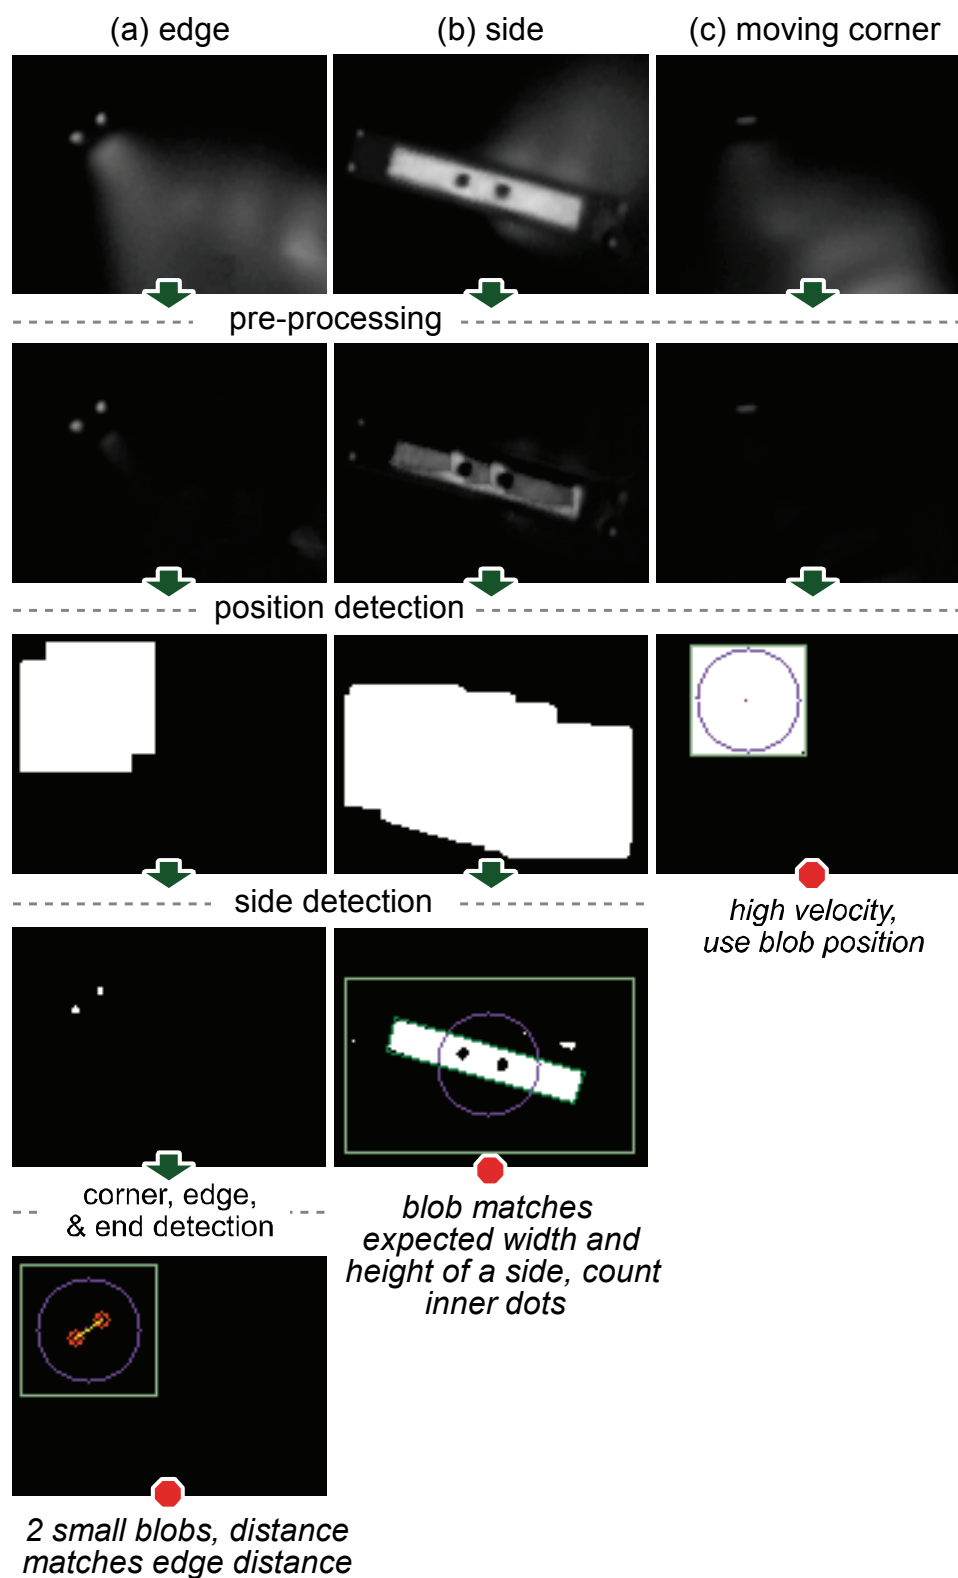 (a) edge
(b) side
(c) moving corner
pre-processing
position detection
side detection
high velocity,
use blob position
corner, edge,
& end detection
blob matches
expected width and
height of a side, count
inner dots
2 small blobs, distance
matches edge distance